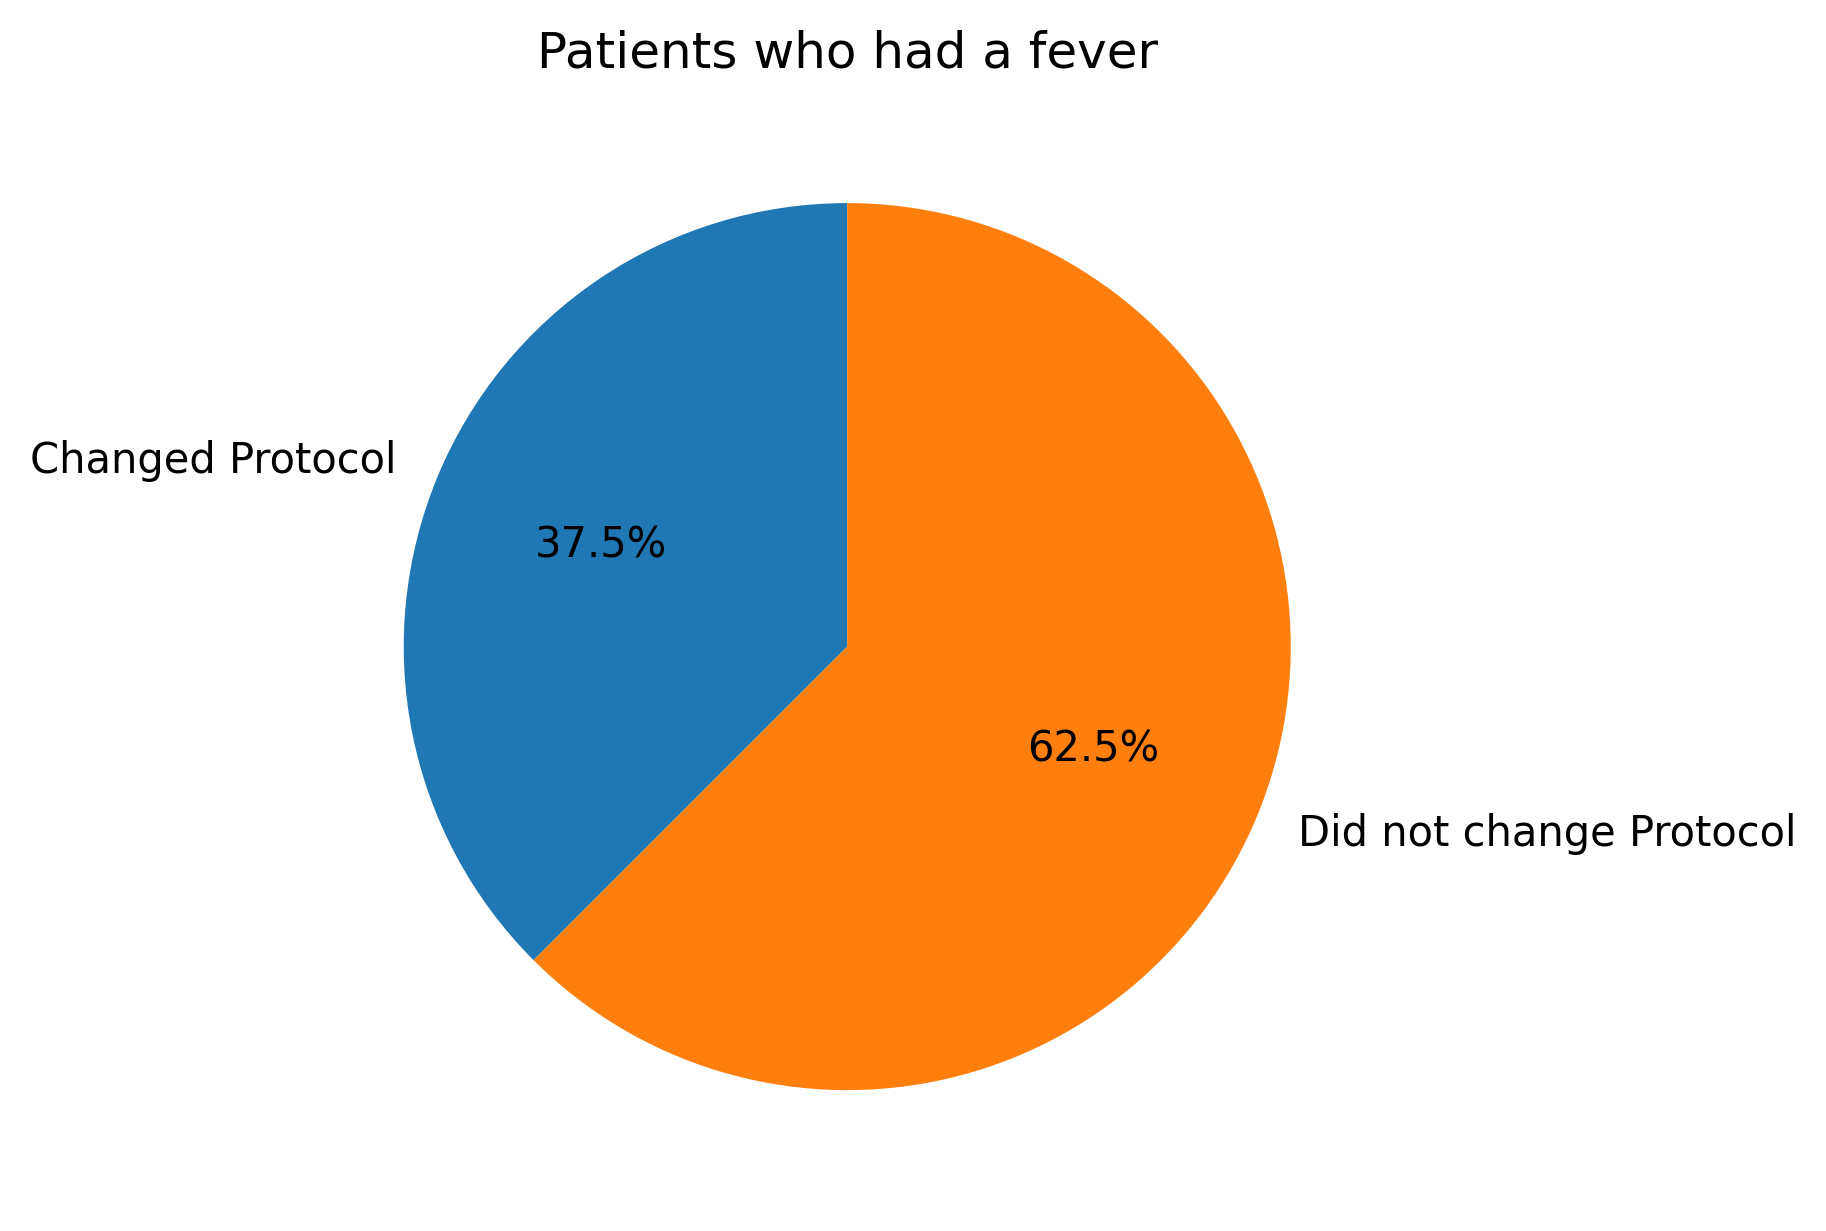 Patients who had a fever
Changed Protocol
37.5%
62.5%
Did not change Protocol